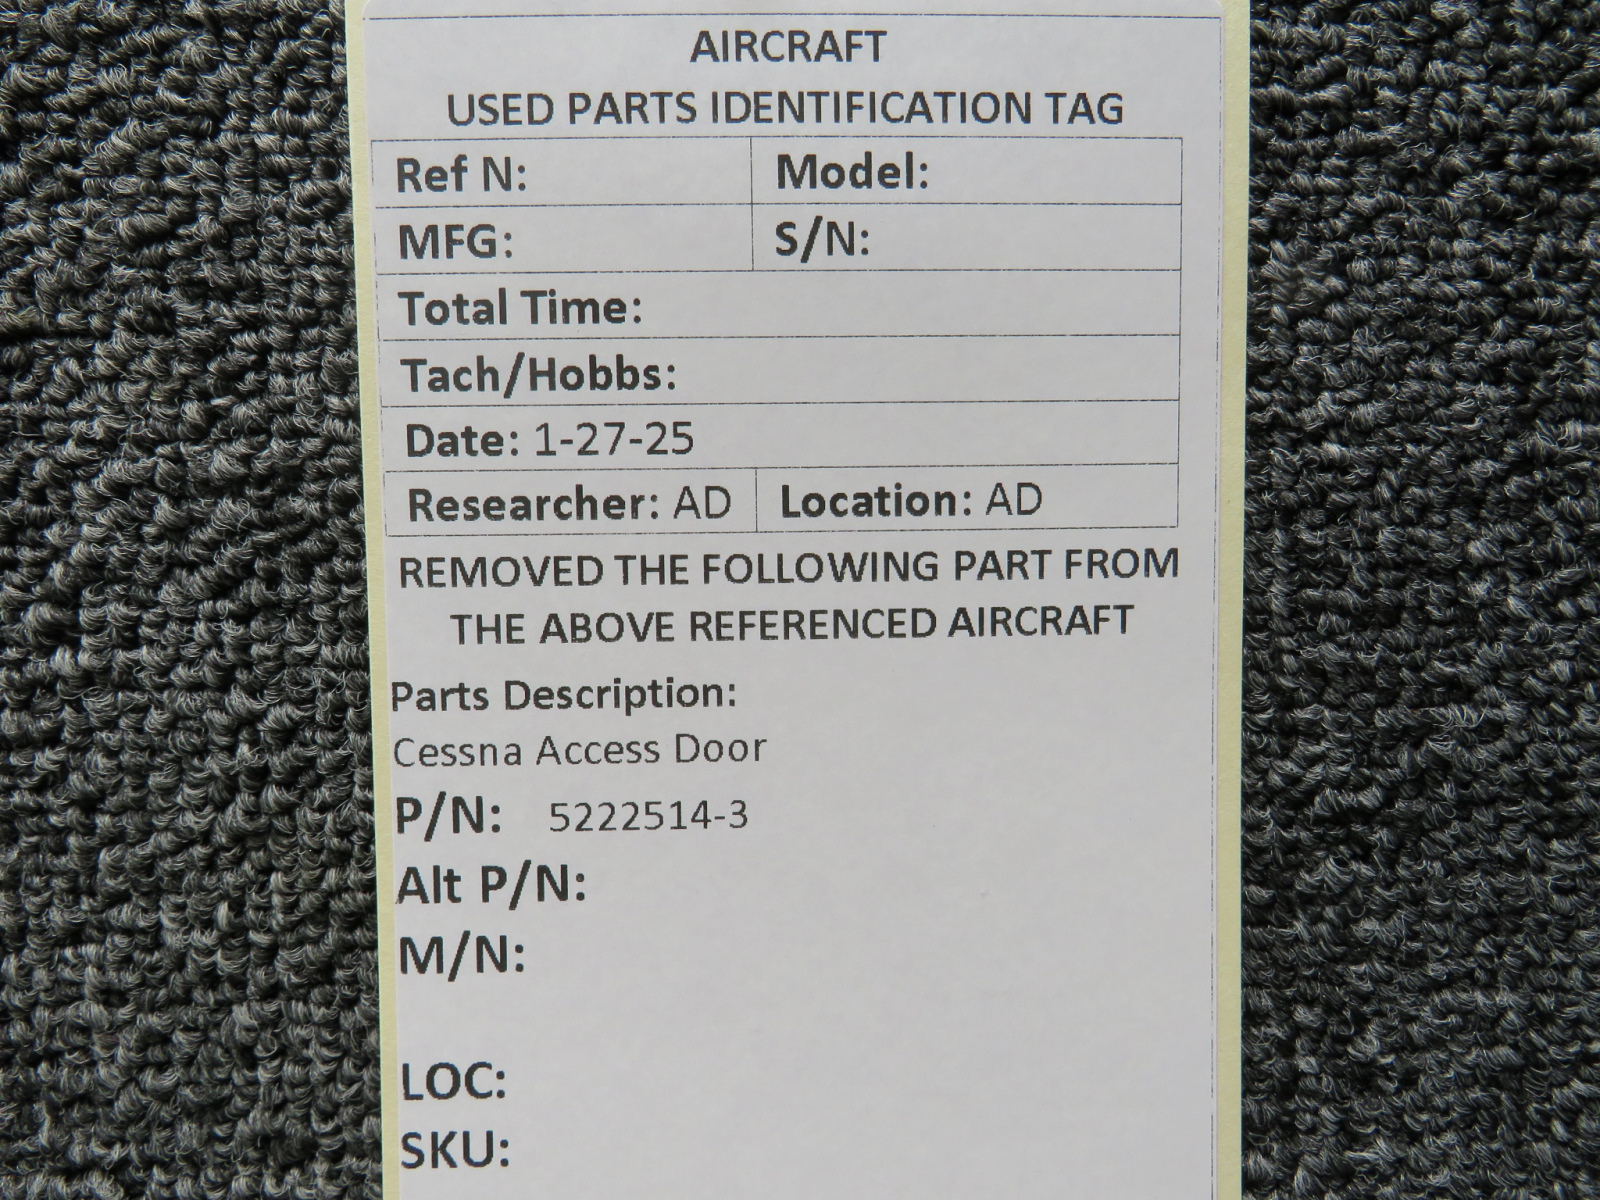 AIRCRAFT
USED PARTS IDENTIFICATION TAG
Ref N: Model:
MFG: S/N:
Total Time:
Tach/Hobbs:
Date: 1-27-25
Researcher: AD Location: AD
REMOVED THE FOLLOWING PART FROM
THE ABOVE REFERENCED AIRCRAFT
Parts Description:
Cessna Access Door
P/N: 5222514-3
Alt P/N:
M/N:
LOC:
SKU: